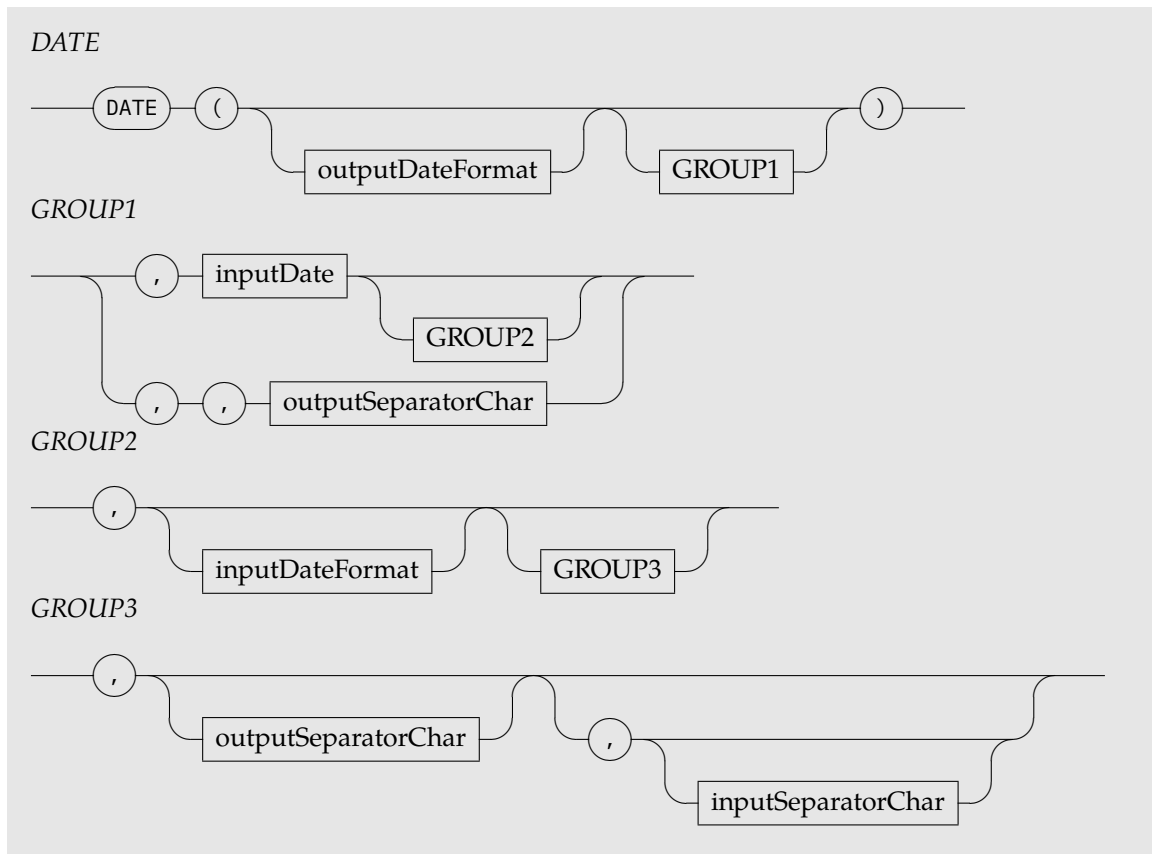 DATE
DATE ( )
outputDateFormat GROUP1
GROUP1
, inputDate
GROUP2
, , outputSeparatorChar
GROUP2
,
inputDateFormat GROUP3
GROUP3
,
outputSeparatorChar ,
inputSeparatorChar